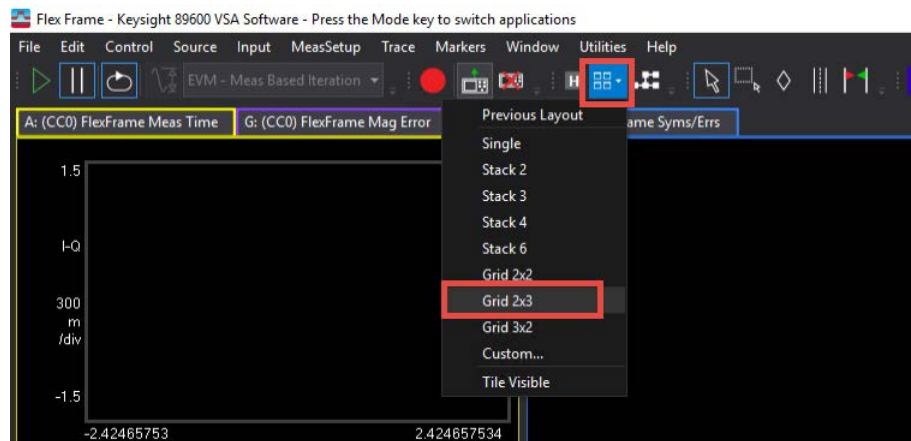 Flex Frame - Keysight 89600 VSA Software - Press the Mode key to switch applications
File Edit Control Source Input MeasSetup Trace Markers Window Utilities Help
EVM - Meas Based Iteration H
A: (CC0) FlexFrame Meas Time G: (CC0) FlexFrame Mag Error ame Syms/Errs
Previous Layout
Single
Stack 2
Stack 3
Stack 4
Stack 6
Grid 2x2
Grid 2x3
Grid 3x2
Custom...
Tile Visible
1.5
I-Q
300
m
/div
-1.5
-2.42465753 2.424657534